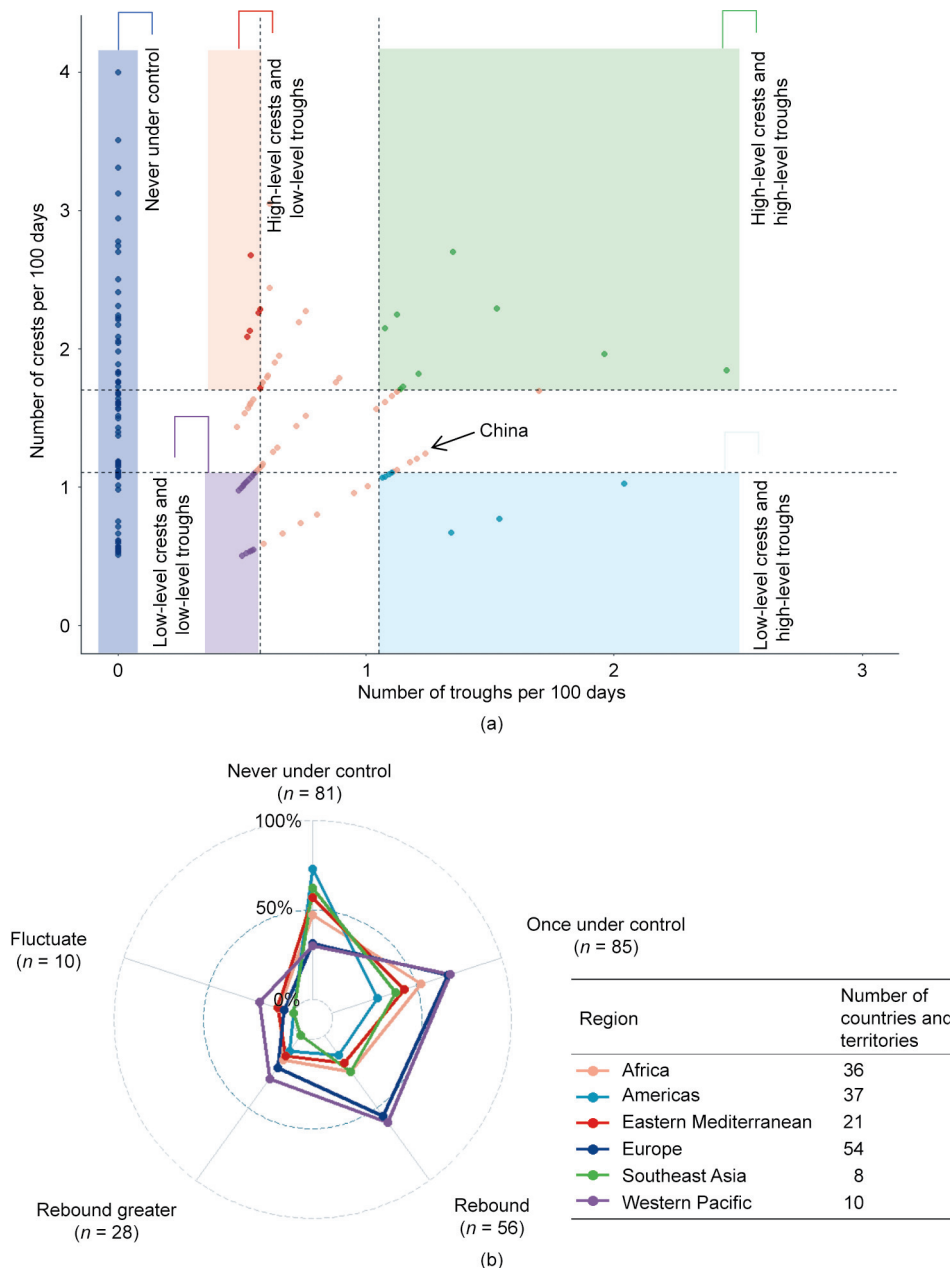 Never under control
High-level crests and
low-level troughs
High-level crests and
high-level troughs
4
3
2
1
0
Number of crests per 100 days
China
Low-level crests and
low-level troughs
Low-level crests and
high-level troughs
0
1
2
3
Number of troughs per 100 days
(a)
Never under control
(n = 81)
100%
50%
0%
Fluctuate
(n = 10)
Once under control
(n = 85)
Rebound greater
(n = 28)
Rebound
(n = 56)
Region
Number of
countries and
territories
Africa 36
Americas 37
Eastern Mediterranean 21
Europe 54
Southeast Asia 8
Western Pacific 10
(b)